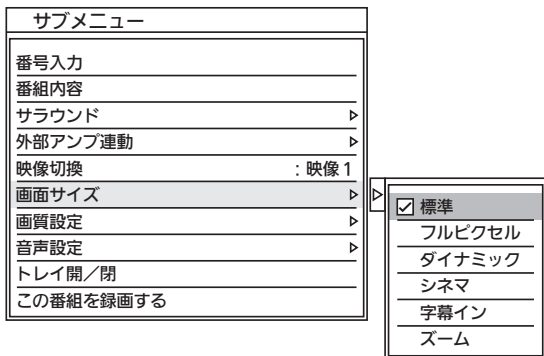 サブメニュー
番号入力
番組内容
サラウンド
外部アンプ連動
映像切換 : 映像1
画面サイズ
画質設定
音声設定
トレイ開／閉
この番組を録画する
標準
フルピクセル
ダイナミック
シネマ
字幕イン
ズーム